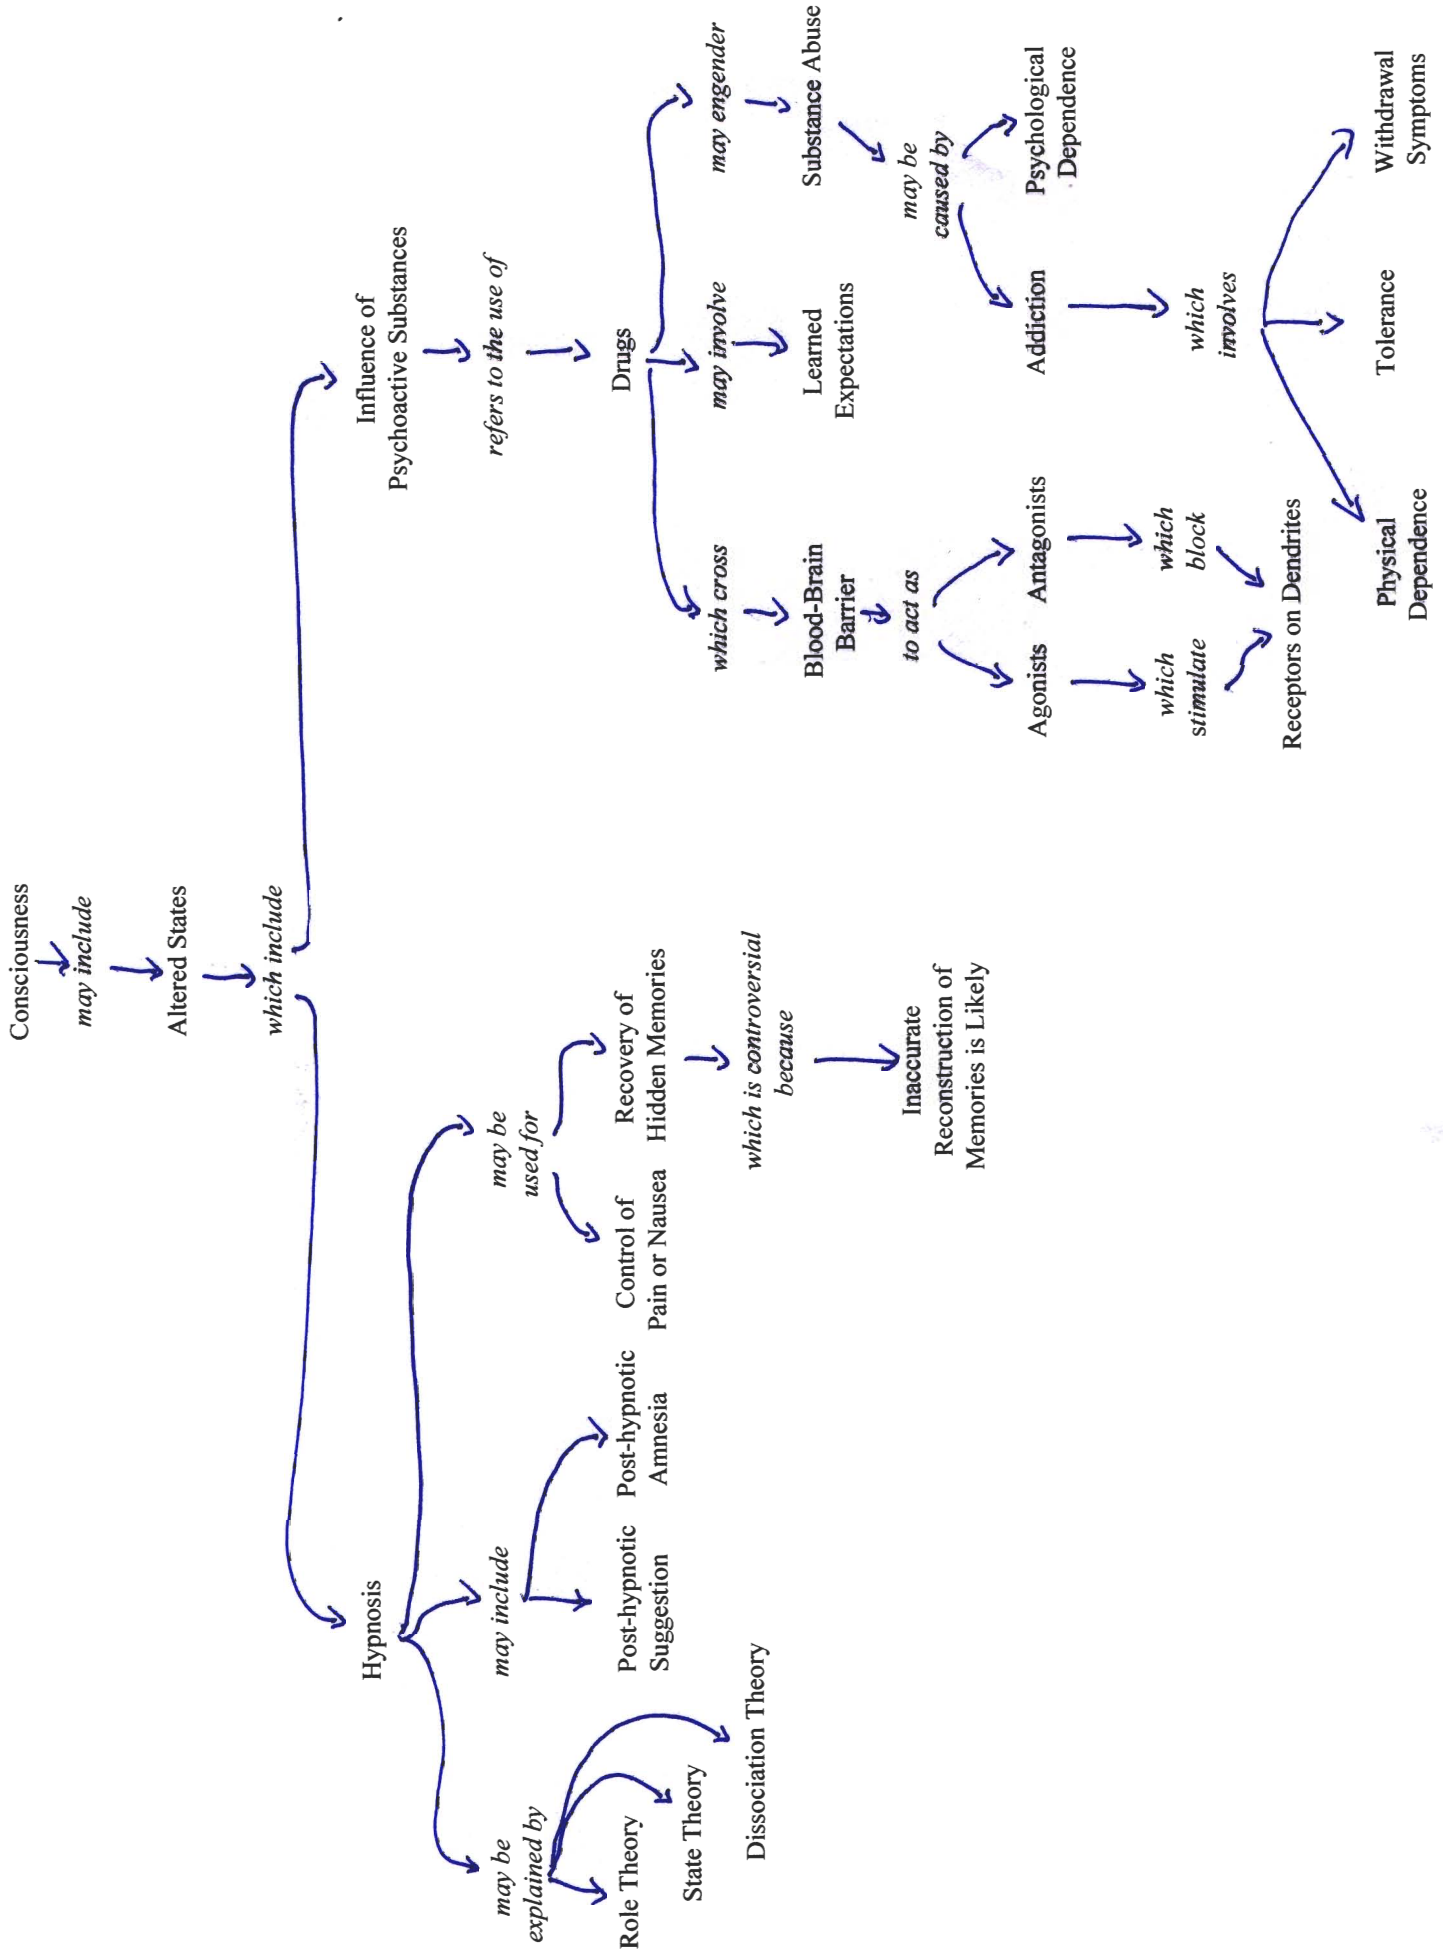 Consciousness
may include
Altered States
which include
Hypnosis
may be
explained by
Role Theory
State Theory
Dissociation Theory
may include
Post-hypnotic
Suggestion
Post-hypnotic
Amnesia
may be
used for
Control of
Pain or Nausea
Recovery of
Hidden Memories
which is controversial
because
Inaccurate
Reconstruction of
Memories is Likely
Influence of
Psychoactive Substances
refers to the use of
Drugs
which cross
Blood-Brain
Barrier
to act as
Agonists
which
stimulate
Antagonists
which
block
Receptors on Dendrites
may involve
Learned
Expectations
may engender
Substance Abuse
may be
caused by
Addiction
which
involves
Physical
Dependence
Tolerance
Withdrawal
Symptoms
Psychological
Dependence